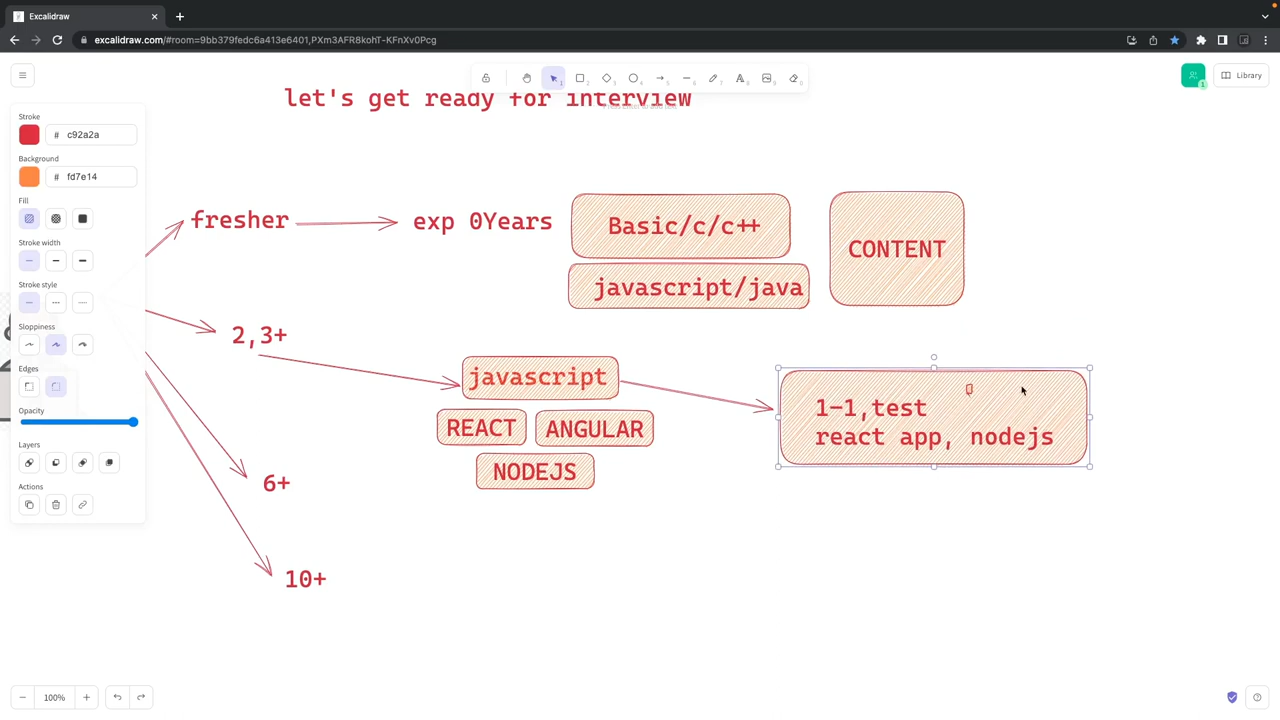 Excalidraw
excalidraw.com/#room=9bb379fedc6a413e6401,PXm3AFR8kohT-KFnXv0Pcg
Library
let's get ready for interview
Stroke
# c92a2a
Background
# fd7e14
Fill
Stroke width
Stroke style
Sloppiness
Edges
Opacity
Layers
Actions
fresher
exp 0Years
Basic/c/c++
javascript/java
CONTENT
2,3+
javascript
REACT
ANGULAR
NODEJS
1-1,test
react app, nodejs
6+
10+
100%